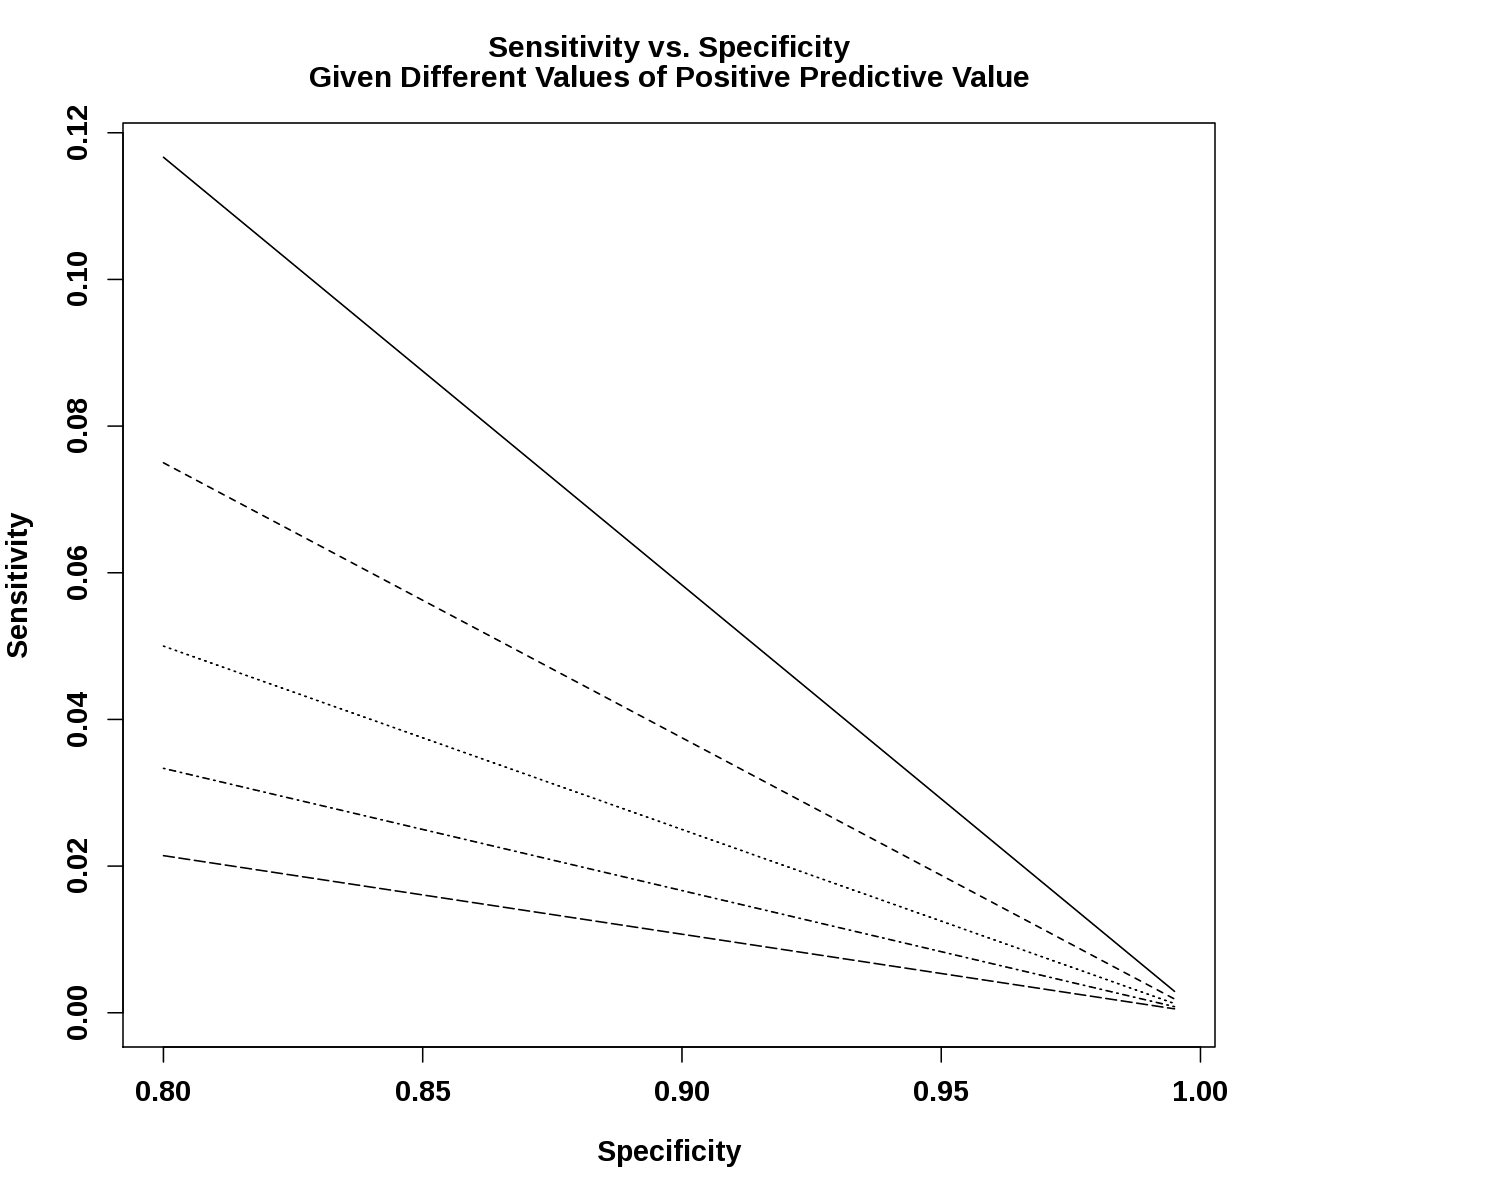 Sensitivity vs. Specificity
Given Different Values of Positive Predictive Value
0.12
0.10
0.08
0.06
0.04
0.02
0.00
Sensitivity
0.80 0.85 0.90 0.95 1.00
Specificity